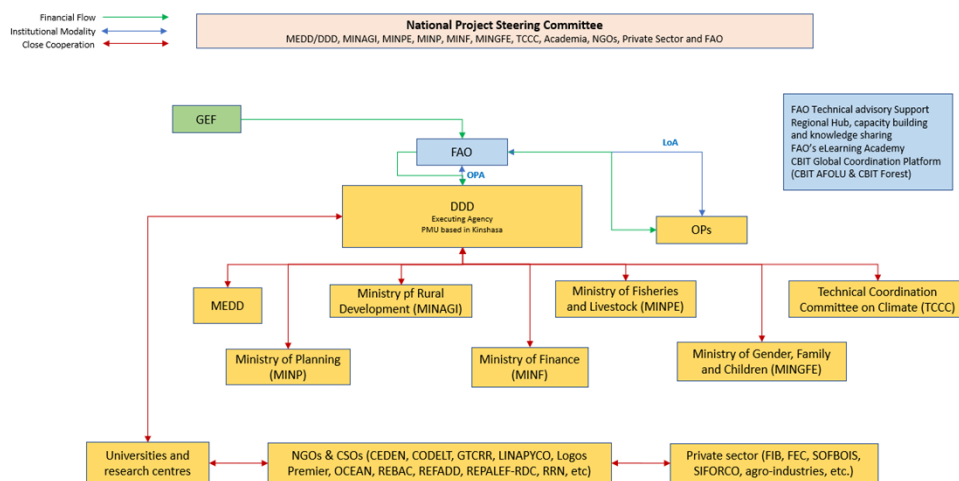 Financial Flow
Institutional Modality
Close Cooperation
National Project Steering Committee
MEDD/DDD, MINAGI, MINPE, MINP, MINF, MINGFE, TCCC, Academia, NGOs, Private Sector and FAO
GEF
FAO
LoA
OPA
FAO Technical advisory Support
Regional Hub, capacity building
and knowledge sharing
FAO's eLearning Academy
CBIT Global Coordination Platform
(CBIT AFOLU & CBIT Forest)
DDD
Executing Agency
PMU based in Kinshasa
OPs
MEDD
Ministry pf Rural
Development (MINAGI)
Ministry of Fisheries
and Livestock (MINPE)
Technical Coordination
Committee on Climate (TCCC)
Ministry of Planning
(MINP)
Ministry of Finance
(MINF)
Ministry of Gender, Family
and Children (MINGFE)
Universities and
research centres
NGOs & CSOs (CEDEN, CODELT, GTCRR, LINAPYCO, Logos
Premier, OCEAN, REBAC, REFADD, REPALEF-RDC, RRN, etc)
Private sector (FIB, FEC, SOFBOIS,
SIFORCO, agro-industries, etc.)